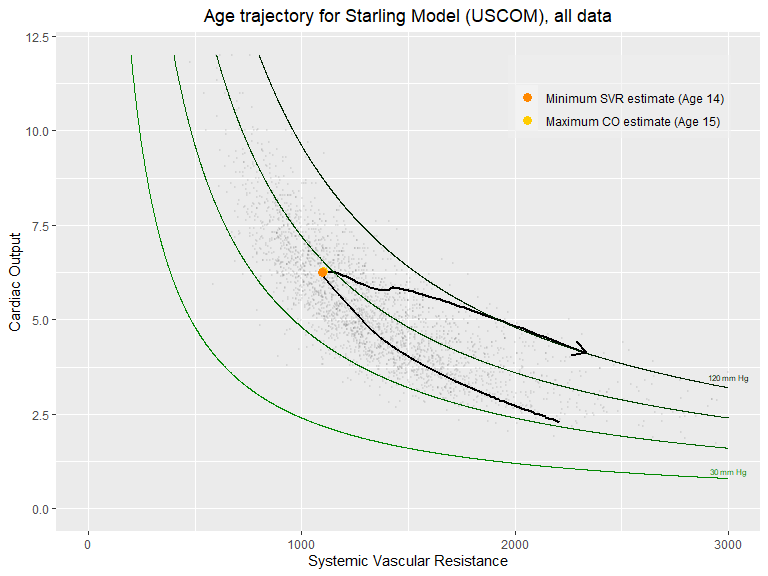 Age trajectory for Starling Model (USCOM), all data
12.5
10.0
7.5
5.0
2.5
0.0
Cardiac Output
Minimum SVR estimate (Age 14)
Maximum CO estimate (Age 15)
120 mm Hg
30 mm Hg
0
1000
2000
3000
Systemic Vascular Resistance